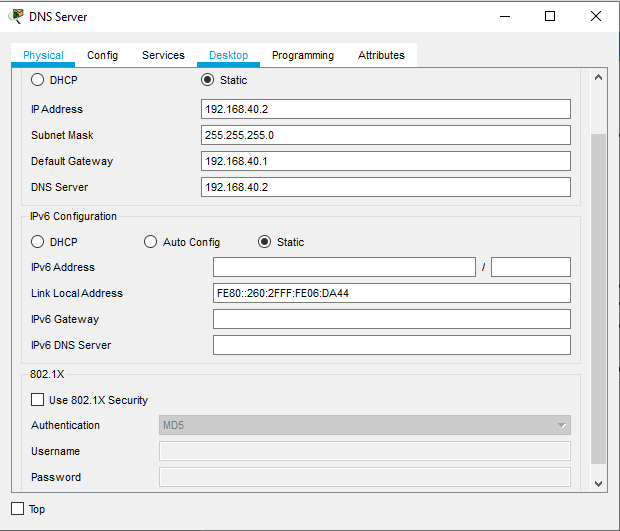 DNS Server
Physical Config Services Desktop Programming Attributes
DHCP Static
IP Address 192.168.40.2
Subnet Mask 255.255.255.0
Default Gateway 192.168.40.1
DNS Server 192.168.40.2
IPv6 Configuration
DHCP Auto Config Static
IPv6 Address /
Link Local Address FE80::260:2FFF:FE06:DA44
IPv6 Gateway
IPv6 DNS Server
802.1X
Use 802.1X Security
Authentication MD5
Username
Password
Top